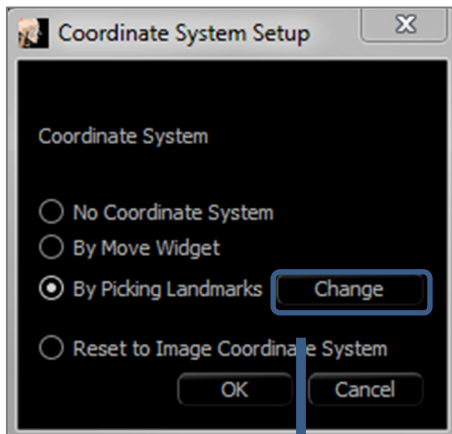 Coordinate System Setup
Coordinate System
No Coordinate System
By Move Widget
By Picking Landmarks Change
Reset to Image Coordinate System
OK Cancel